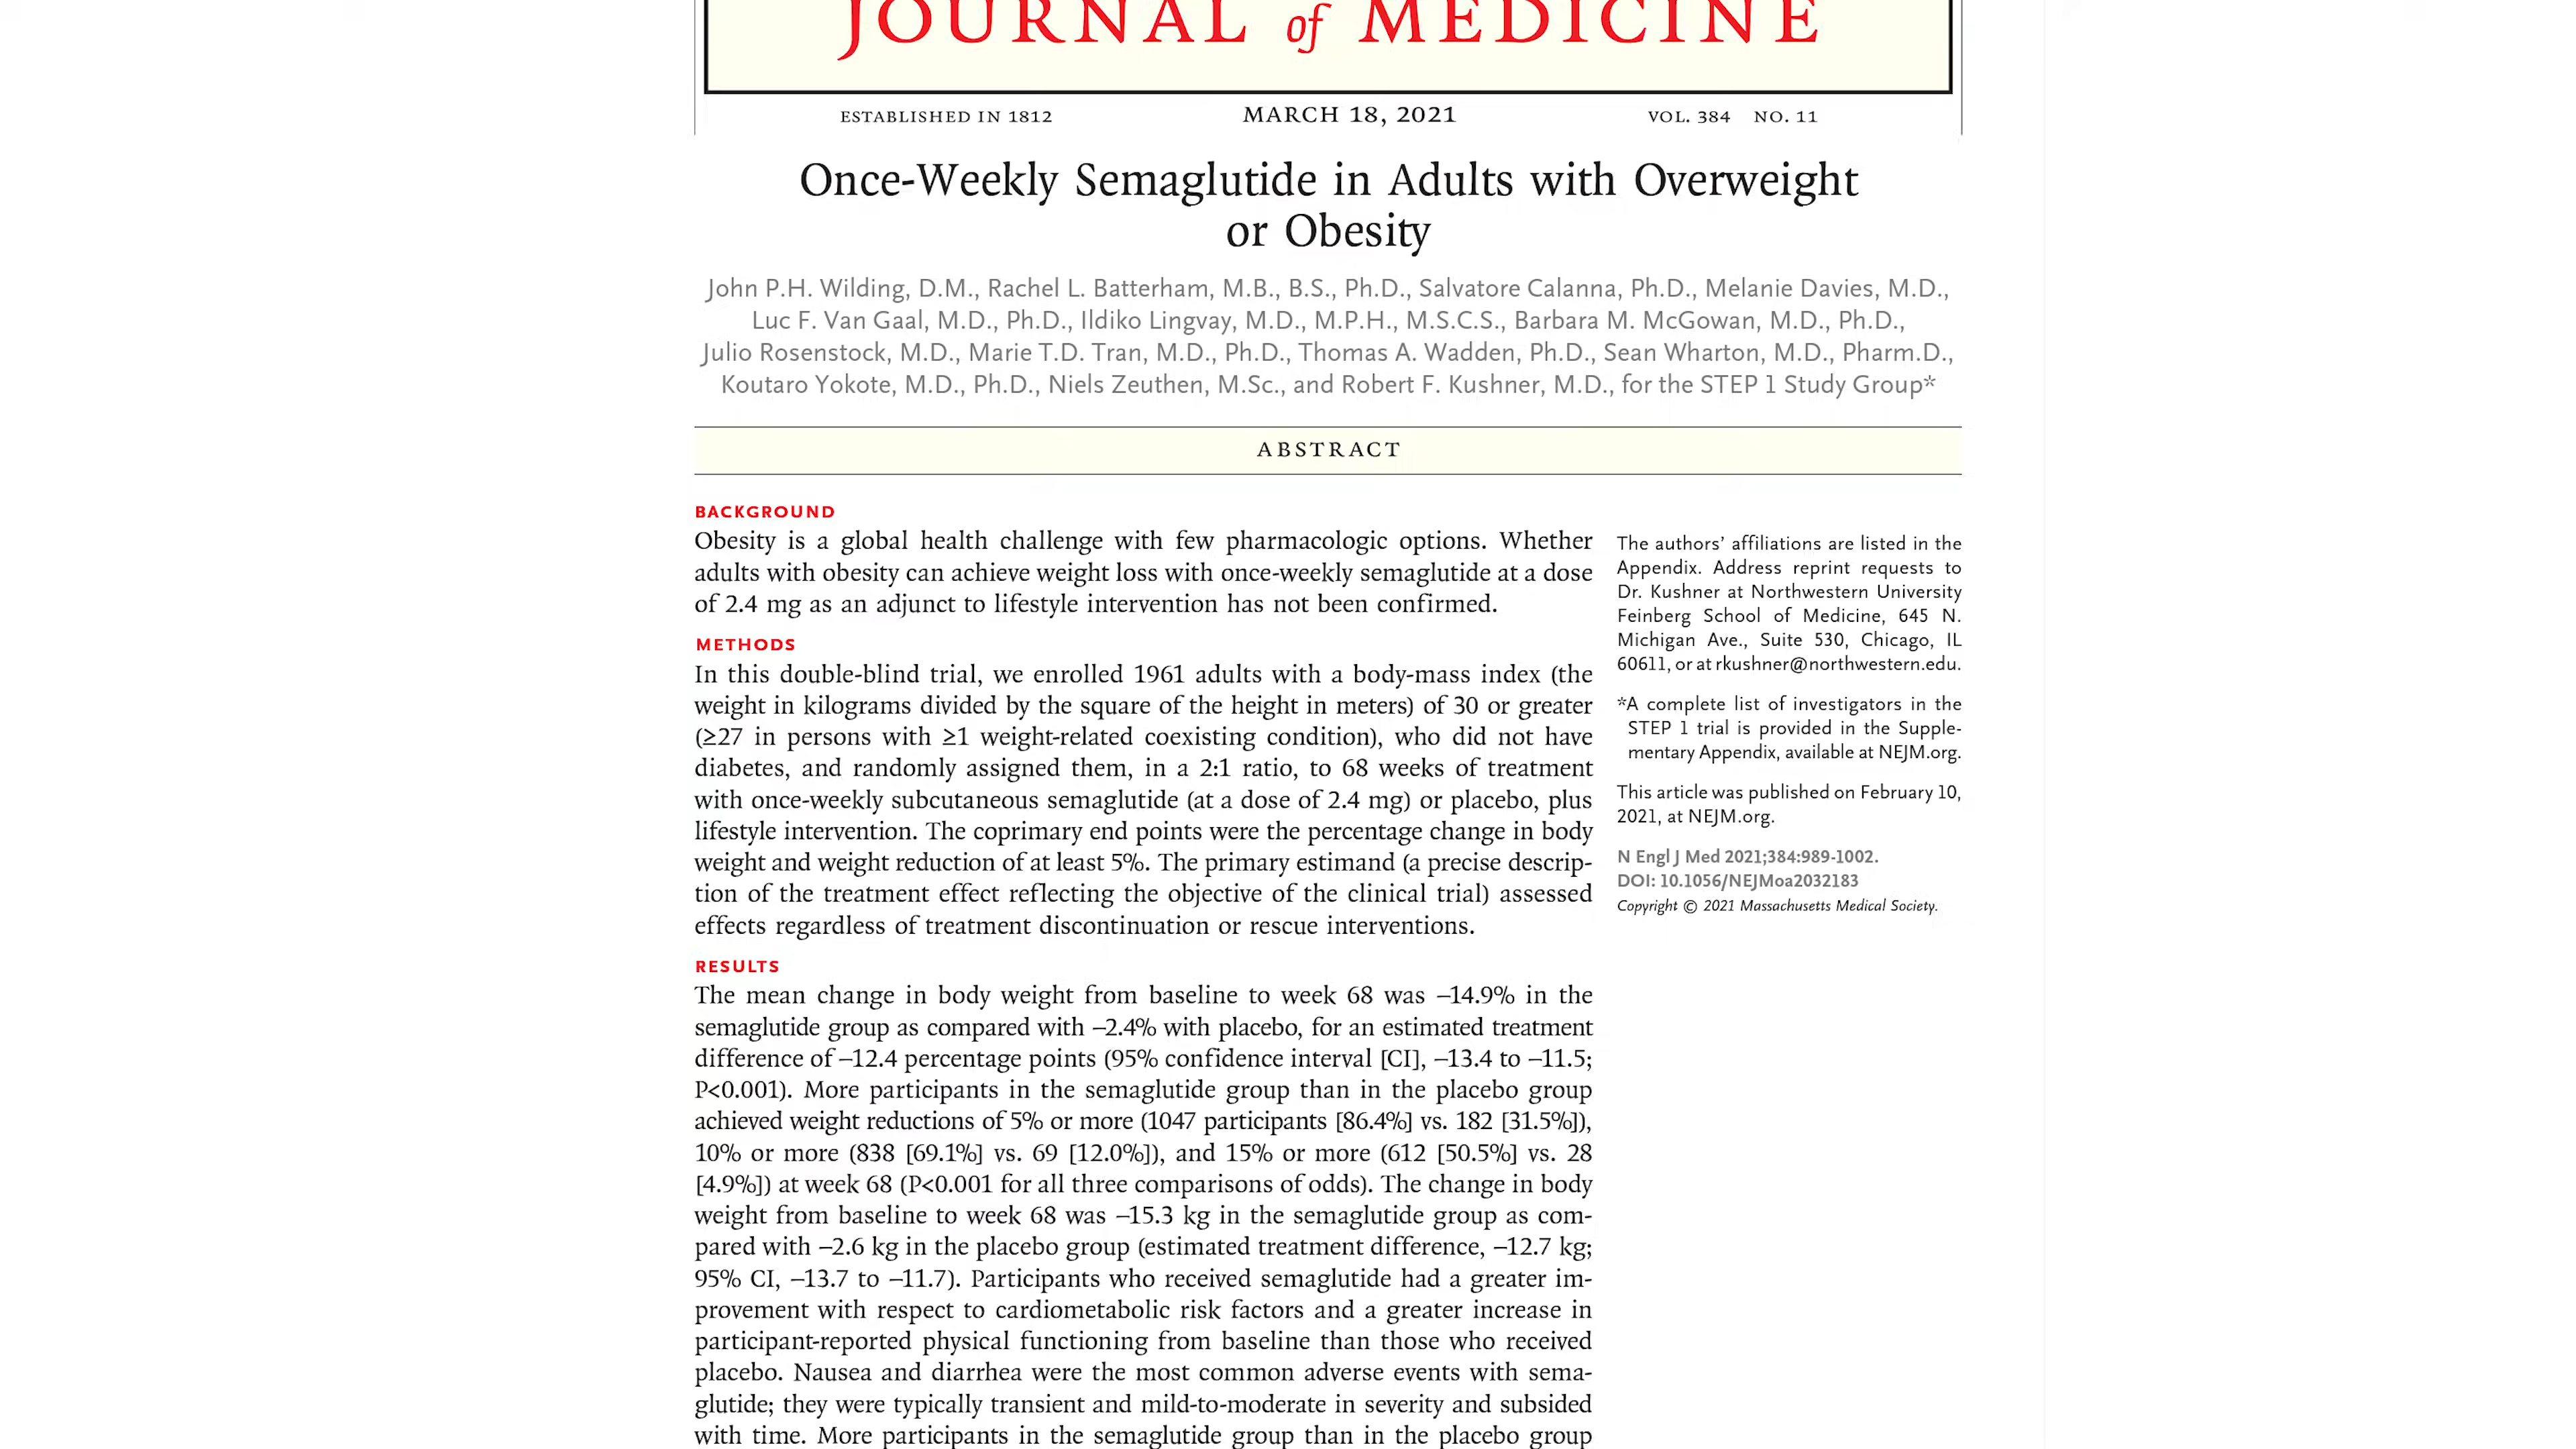 JOURNAL of MEDICINE
ESTABLISHED IN 1812 MARCH 18, 2021 VOL. 384 NO. 11
Once-Weekly Semaglutide in Adults with Overweight
or Obesity
John P.H. Wilding, D.M., Rachel L. Batterham, M.B., B.S., Ph.D., Salvatore Calanna, Ph.D., Melanie Davies, M.D.,
Luc F. Van Gaal, M.D., Ph.D., Ildiko Lingvay, M.D., M.P.H., M.S.C.S., Barbara M. McGowan, M.D., Ph.D.,
Julio Rosenstock, M.D., Marie T.D. Tran, M.D., Ph.D., Thomas A. Wadden, Ph.D., Sean Wharton, M.D., Pharm.D.,
Koutaro Yokote, M.D., Ph.D., Niels Zeuthen, M.Sc., and Robert F. Kushner, M.D., for the STEP 1 Study Group*
ABSTRACT
BACKGROUND
Obesity is a global health challenge with few pharmacologic options. Whether
adults with obesity can achieve weight loss with once-weekly semaglutide at a dose
of 2.4 mg as an adjunct to lifestyle intervention has not been confirmed.
METHODS
In this double-blind trial, we enrolled 1961 adults with a body-mass index (the
weight in kilograms divided by the square of the height in meters) of 30 or greater
(≥27 in persons with ≥1 weight-related coexisting condition), who did not have
diabetes, and randomly assigned them, in a 2:1 ratio, to 68 weeks of treatment
with once-weekly subcutaneous semaglutide (at a dose of 2.4 mg) or placebo, plus
lifestyle intervention. The coprimary end points were the percentage change in body
weight and weight reduction of at least 5%. The primary estimand (a precise descrip-
tion of the treatment effect reflecting the objective of the clinical trial) assessed
effects regardless of treatment discontinuation or rescue interventions.
RESULTS
The mean change in body weight from baseline to week 68 was −14.9% in the
semaglutide group as compared with −2.4% with placebo, for an estimated treatment
difference of −12.4 percentage points (95% confidence interval [CI], −13.4 to −11.5;
P<0.001). More participants in the semaglutide group than in the placebo group
achieved weight reductions of 5% or more (1047 participants [86.4%] vs. 182 [31.5%]),
10% or more (838 [69.1%] vs. 69 [12.0%]), and 15% or more (612 [50.5%] vs. 28
[4.9%]) at week 68 (P<0.001 for all three comparisons of odds). The change in body
weight from baseline to week 68 was −15.3 kg in the semaglutide group as com-
pared with −2.6 kg in the placebo group (estimated treatment difference, −12.7 kg;
95% CI, −13.7 to −11.7). Participants who received semaglutide had a greater im-
provement with respect to cardiometabolic risk factors and a greater increase in
participant-reported physical functioning from baseline than those who received
placebo. Nausea and diarrhea were the most common adverse events with sema-
glutide; they were typically transient and mild-to-moderate in severity and subsided
with time. More participants in the semaglutide group than in the placebo group
The authors' affiliations are listed in the
Appendix. Address reprint requests to
Dr. Kushner at Northwestern University
Feinberg School of Medicine, 645 N.
Michigan Ave., Suite 530, Chicago, IL
60611, or at rkushner@northwestern.edu.
*A complete list of investigators in the
STEP 1 trial is provided in the Supple-
mentary Appendix, available at NEJM.org.
This article was published on February 10,
2021, at NEJM.org.
N Engl J Med 2021;384:989-1002.
DOI: 10.1056/NEJMoa2032183
Copyright © 2021 Massachusetts Medical Society.